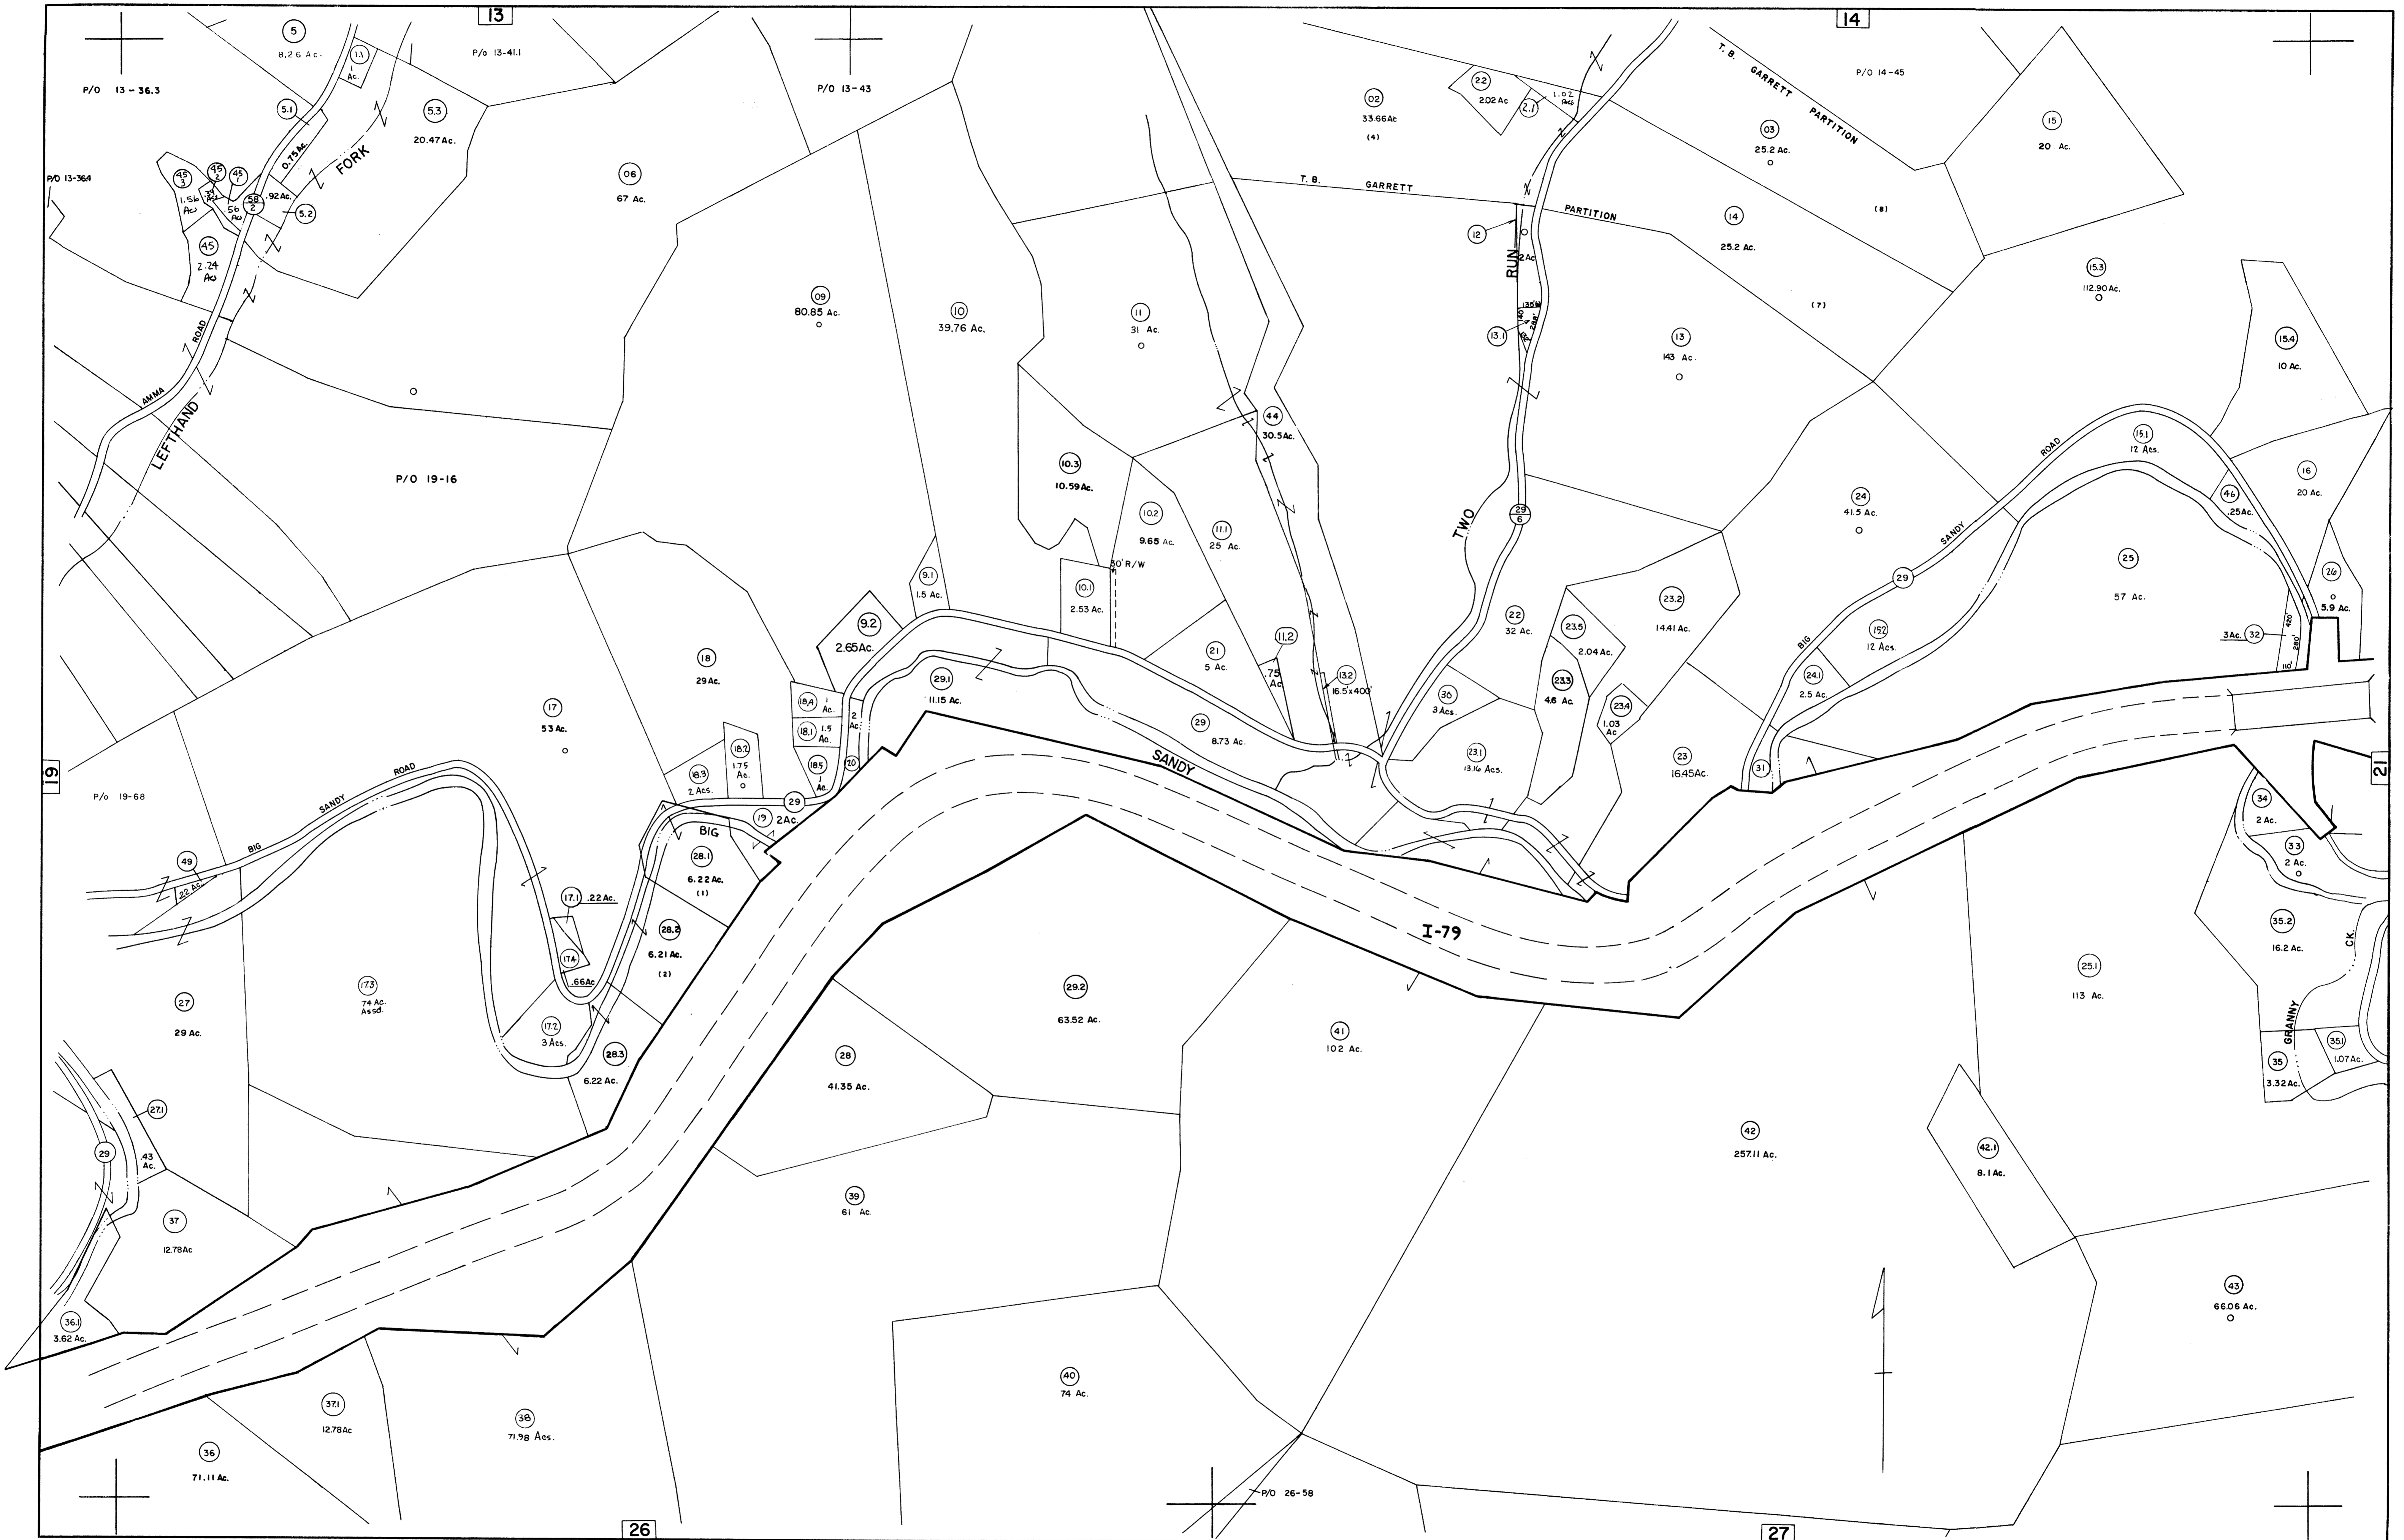 13
14
5
8.26 Ac.
1.1
1
Ac.
P/o 13-41.1
P/O 13-36.3
P/O 13-43
5.3
20.47 Ac.
5.1
0.75 Ac.
FORK
P/O 13-36.4
45
3
1.56
Ac
45
2
.34
Ac
45
1
.56
Ac
58
2
.92 Ac.
5.2
45
2.24
Ac
AMMA ROAD
LEFTHAND
06
67 Ac.
P/O 19-16
09
80.85 Ac.
10
39.76 Ac.
11
31 Ac.
02
33.66 Ac
(4)
2.2
2.02 Ac
2.1
1.02
Ac
T. B. GARRETT PARTITION
P/O 14-45
15
20 Ac.
03
25.2 Ac.
(8)
T. B. GARRETT PARTITION
14
25.2 Ac.
(7)
12
2 Ac
RUN
135'
140'
288'
13.1
13
143 Ac.
15.3
112.90 Ac.
15.4
10 Ac.
44
30.5 Ac.
10.3
10.59 Ac.
10.2
9.65 Ac.
11.1
25 Ac.
TWO
29
6
24
41.5 Ac.
15.1
12 Acs.
46
.25 Ac.
16
20 Ac.
BIG SANDY ROAD
29
25
57 Ac.
26
5.9 Ac.
420'
280'
110'
3 Ac.
32
15.2
12 Acs.
24.1
2.5 Ac.
9.1
1.5 Ac.
9.2
2.65 Ac.
10.1
2.53 Ac.
30' R/W
21
5 Ac.
11.2
.75
Ac
13.2
16.5' x 400'
22
32 Ac.
23.5
2.04 Ac.
23.2
14.41 Ac.
23.3
4.6 Ac.
23.4
1.03
Ac
30
3 Acs.
23.1
13.16 Acs.
23
16.45 Ac.
31
18
29 Ac.
17
53 Ac.
18.4
1
Ac.
18.1
1.5
Ac.
18.5
1
Ac.
2
Ac
20
18.2
1.75
Ac.
18.3
2 Acs.
29
19
2 Ac.
29.1
11.15 Ac.
29
8.73 Ac.
SANDY
BIG
28.1
6.22 Ac.
(1)
28.2
6.21 Ac.
(2)
28.3
6.22 Ac.
19
P/o 19-68
BIG SANDY ROAD
49
.22 Ac.
17.1
.22 Ac.
17.4
.66 Ac
17.2
3 Acs.
17.3
74 Ac.
Assd.
27
29 Ac.
27.1
.43
Ac.
29
37
12.78 Ac
36.1
3.62 Ac.
I-79
28
41.35 Ac.
29.2
63.52 Ac.
41
102 Ac.
21
34
2 Ac.
33
2 Ac.
35.2
16.2 Ac.
GRANNY CK.
35.1
1.07 Ac.
35
3.32 Ac.
25.1
113 Ac.
42
257.11 Ac.
42.1
8.1 Ac.
43
66.06 Ac.
39
61 Ac.
40
74 Ac.
37.1
12.78 Ac
38
71.98 Acs.
36
71.11 Ac.
P/O 26-58
26
27